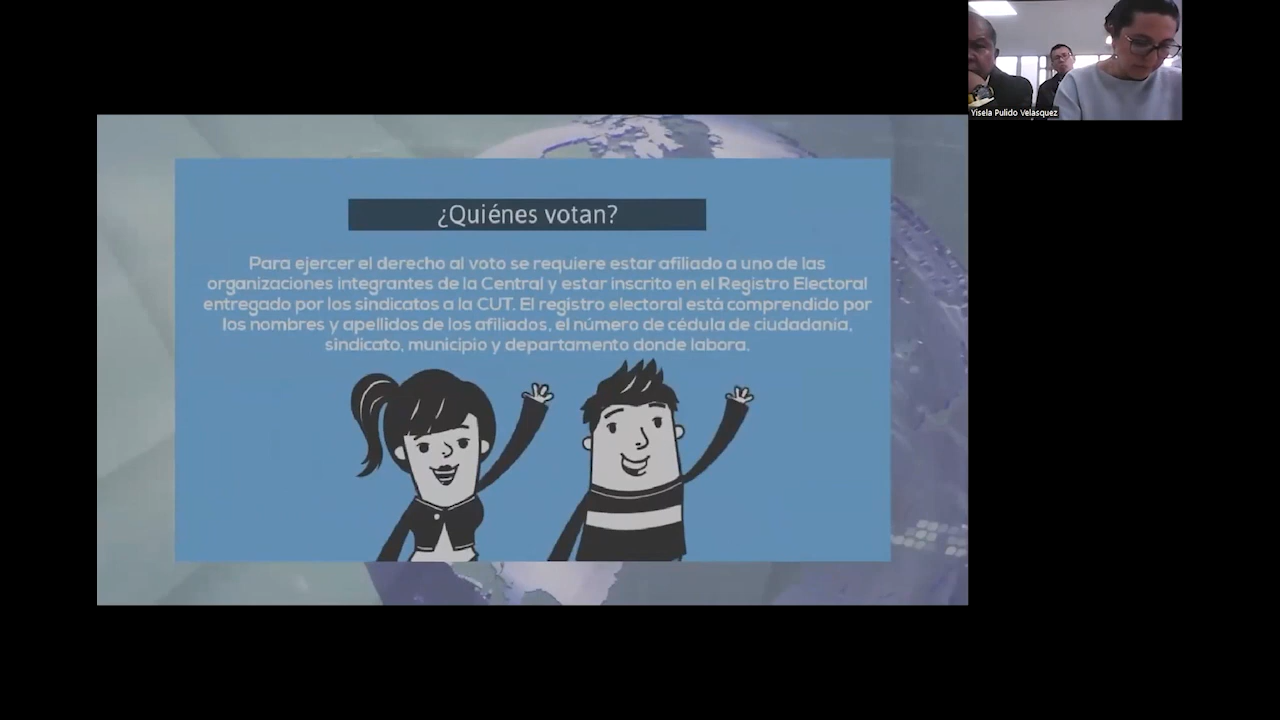 Yisela Pulido Velasquez
¿Quiénes votan?
Para ejercer el derecho al voto se requiere estar afiliado a uno de las
organizaciones integrantes de la Central y estar inscrito en el Registro Electoral
entregado por los sindicatos a la CUT. El registro electoral está comprendido por
los nombres y apellidos de los afiliados, el número de cédula de ciudadanía,
sindicato, municipio y departamento donde labora.